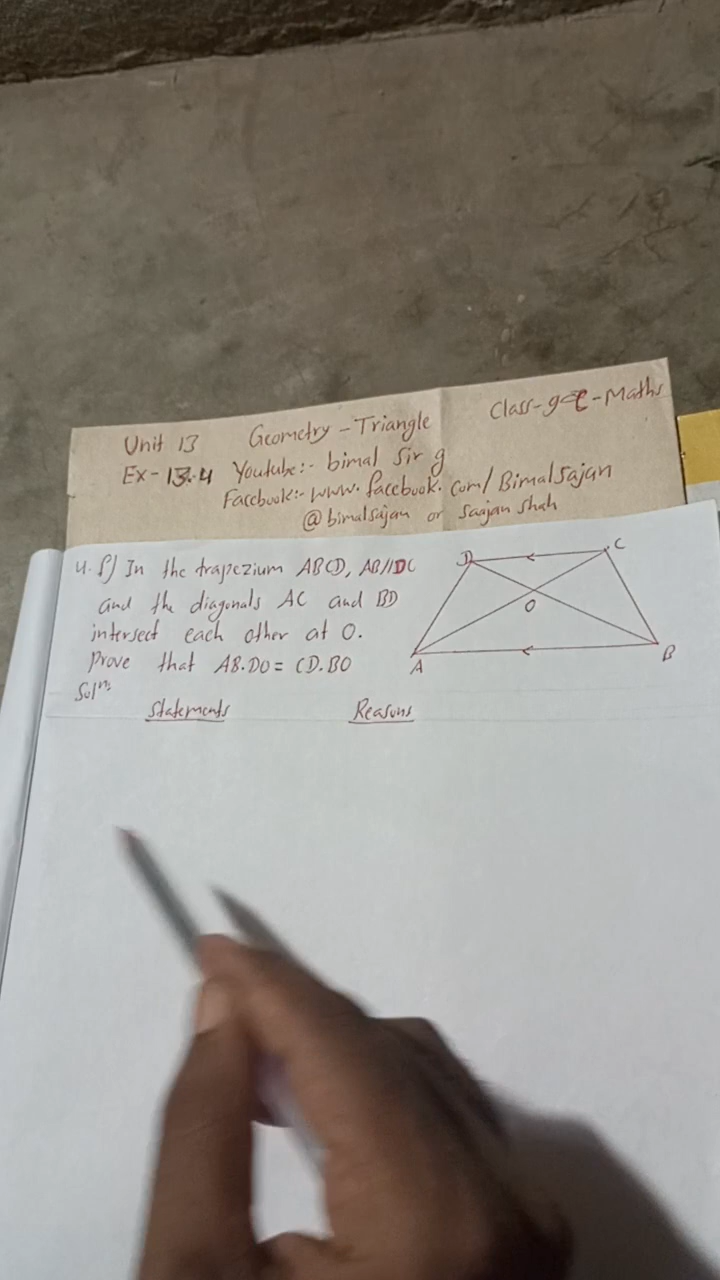 Unit 13 Geometry - Triangle Class-9 - Maths
Ex - 13.4 Youtube:- bimal sir g
Facebook:- www.facebook.com/Bimalsajan
@bimalsajan or Saajan Shah
4. f) In the trapezium ABCD, AB//DC
and the diagonals AC and BD
intersect each other at O.
Prove that AB.DO = CD.BO
Solⁿ:
Statements Reasons
D C
O
A B